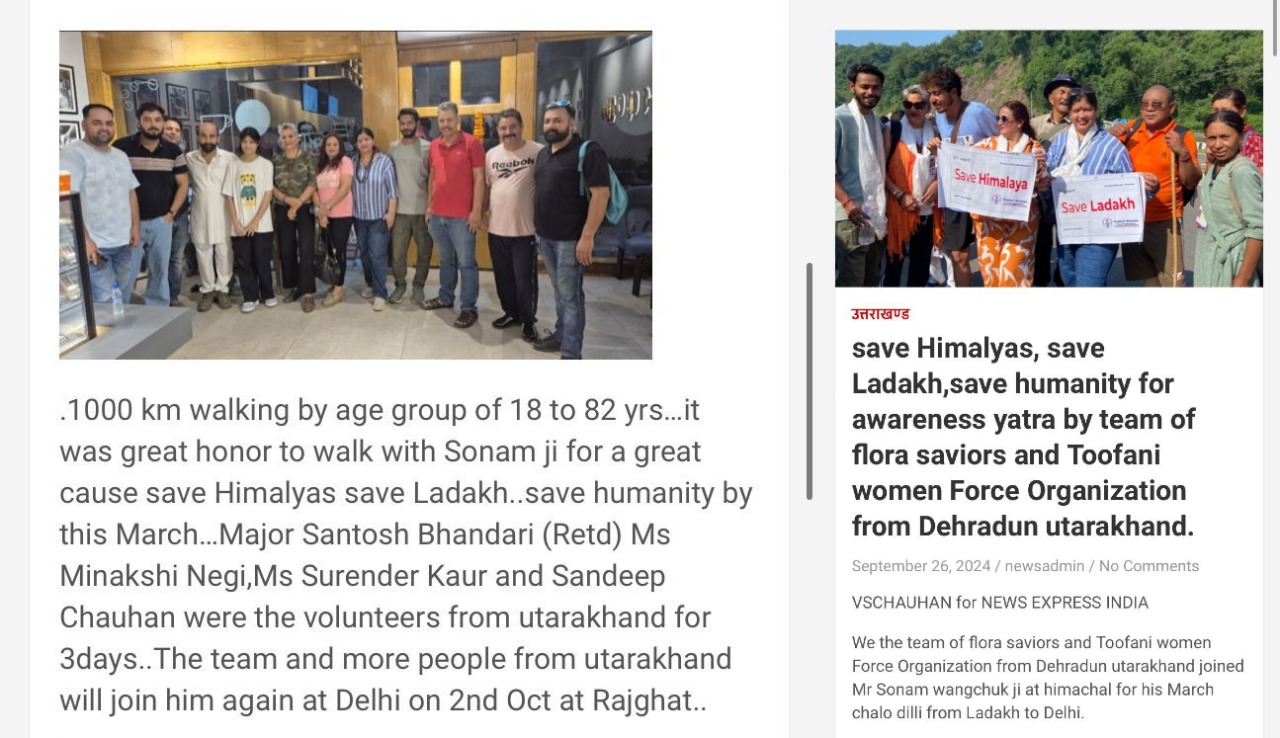 Reebok
.1000 km walking by age group of 18 to 82 yrs...it
was great honor to walk with Sonam ji for a great
cause save Himalyas save Ladakh..save humanity by
this March...Major Santosh Bhandari (Retd) Ms
Minakshi Negi,Ms Surender Kaur and Sandeep
Chauhan were the volunteers from utarakhand for
3days..The team and more people from utarakhand
will join him again at Delhi on 2nd Oct at Rajghat..
Save Himalaya
Save Ladakh
उत्तराखण्ड
save Himalyas, save
Ladakh,save humanity for
awareness yatra by team of
flora saviors and Toofani
women Force Organization
from Dehradun utarakhand.
September 26, 2024 / newsadmin / No Comments
VSCHAUHAN for NEWS EXPRESS INDIA
We the team of flora saviors and Toofani women
Force Organization from Dehradun utarakhand joined
Mr Sonam wangchuk ji at himachal for his March
chalo dilli from Ladakh to Delhi.